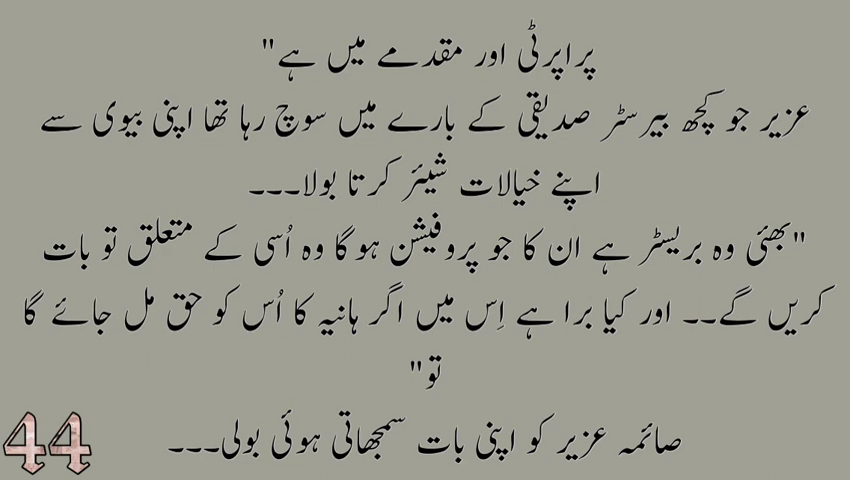 پراپرٹی اور مقدمے میں ہے"
عزیر جو کچھ بیرسٹر صدیقی کے بارے میں سوچ رہا تھا اپنی بیوی سے
اپنے خیالات شیئر کرتا بولا۔۔۔
"بھئی وہ بریسٹر ہے ان کا جو پروفیشن ہوگا وہ اُسی کے متعلق تو بات
کریں گے۔۔ اور کیا برا ہے اِس میں اگر ہانیہ کا اُس کو حق مل جائے گا
تو"
صائمہ عزیر کو اپنی بات سمجھاتی ہوئی بولی۔۔۔
44